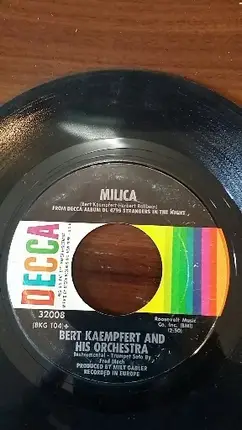 MILICA
(Bert Kaempfert-Herbert Rehbein)
FROM DECCA ALBUM DL 4795 STRANGERS IN THE NIGHT
DECCA
Roosevelt Music
Co. Inc. (BMI)
(2:50)
32008
(BKG 104)
BERT KAEMPFERT AND
HIS ORCHESTRA
Instrumental - Trumpet Solo By
Fred Moch
PRODUCED BY MILT GABLER
RECORDED IN EUROPE